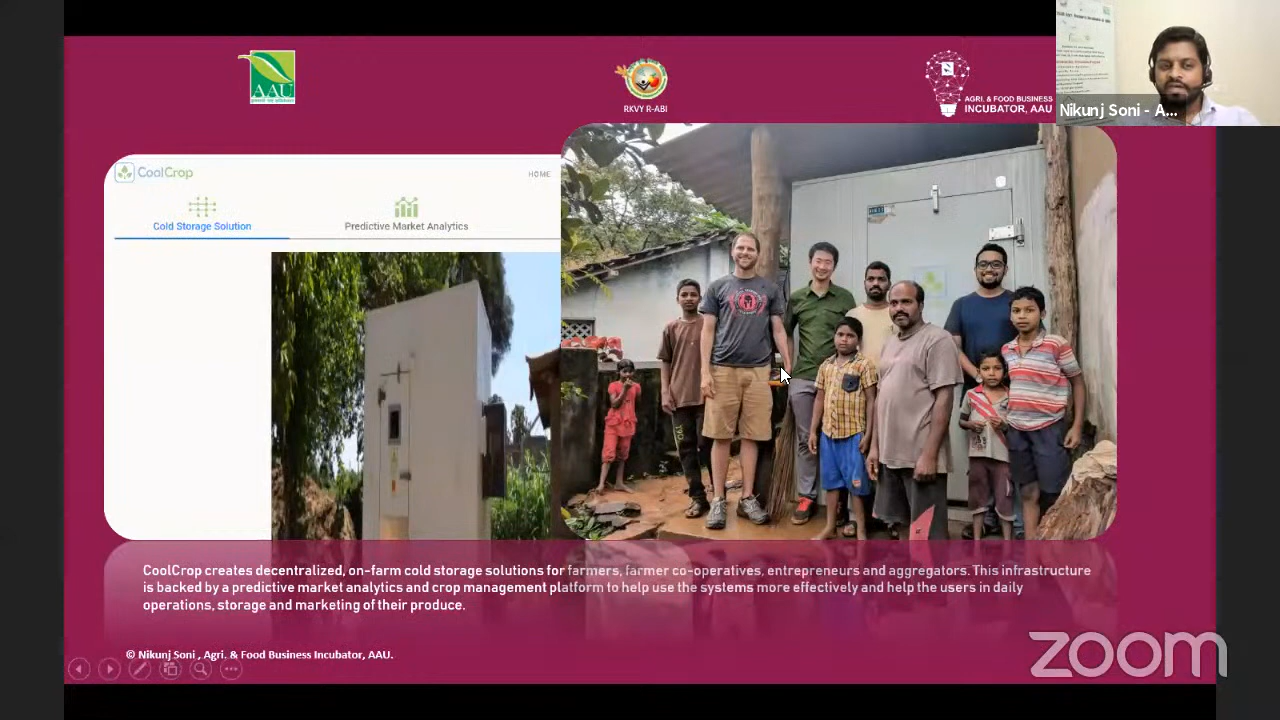 AAU
RKVY R-ABI
AGRI. & FOOD BUSINESS
INCUBATOR, AAU
Nikunj Soni - A...
CoolCrop
HOME
Cold Storage Solution
Predictive Market Analytics
CoolCrop creates decentralized, on-farm cold storage solutions for farmers, farmer co-operatives, entrepreneurs and aggregators. This infrastructure
is backed by a predictive market analytics and crop management platform to help use the systems more effectively and help the users in daily
operations, storage and marketing of their produce.
© Nikunj Soni , Agri. & Food Business Incubator, AAU.
zoom